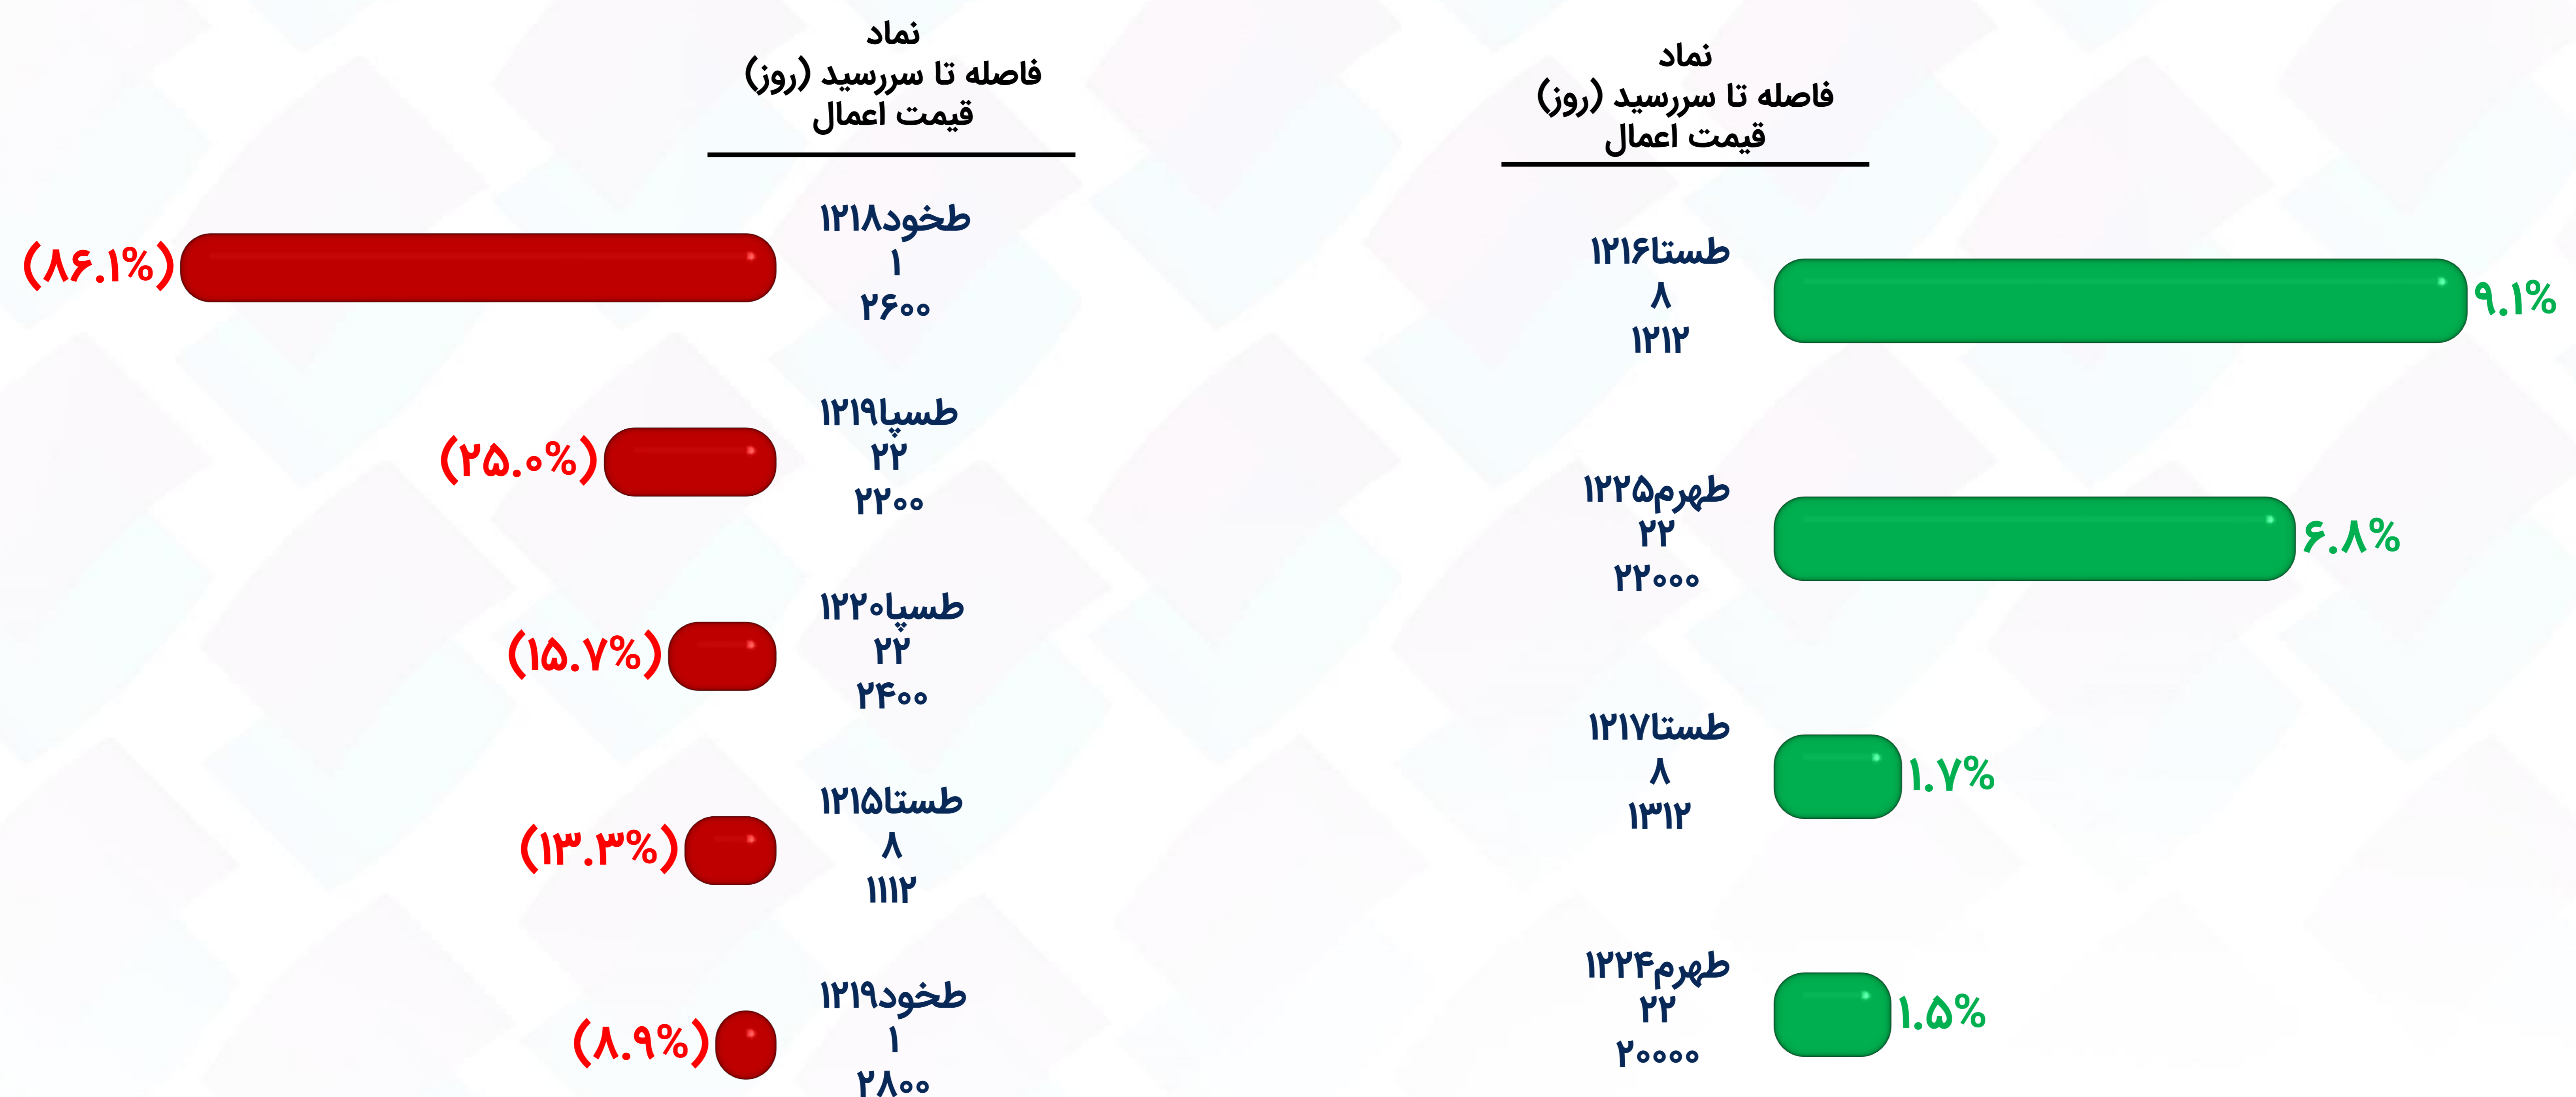 نماد
فاصله تا سررسید (روز)
قیمت اعمال
طستا۱۲۱۶
۸
۱۲۱۲
۹.۱%
طهرم۱۲۲۵
۲۲
۲۲۰۰۰
۶.۸%
طستا۱۲۱۷
۸
۱۳۱۲
۱.۷%
طهرم۱۲۲۴
۲۲
۲۰۰۰۰
۱.۵%
نماد
فاصله تا سررسید (روز)
قیمت اعمال
طخود۱۲۱۸
۱
۲۶۰۰
(۸۶.۱%)
طسپا۱۲۱۹
۲۲
۲۲۰۰
(۲۵.۰%)
طسپا۱۲۲۰
۲۲
۲۴۰۰
(۱۵.۷%)
طستا۱۲۱۵
۸
۱۱۱۲
(۱۳.۳%)
طخود۱۲۱۹
۱
۲۸۰۰
(۸.۹%)